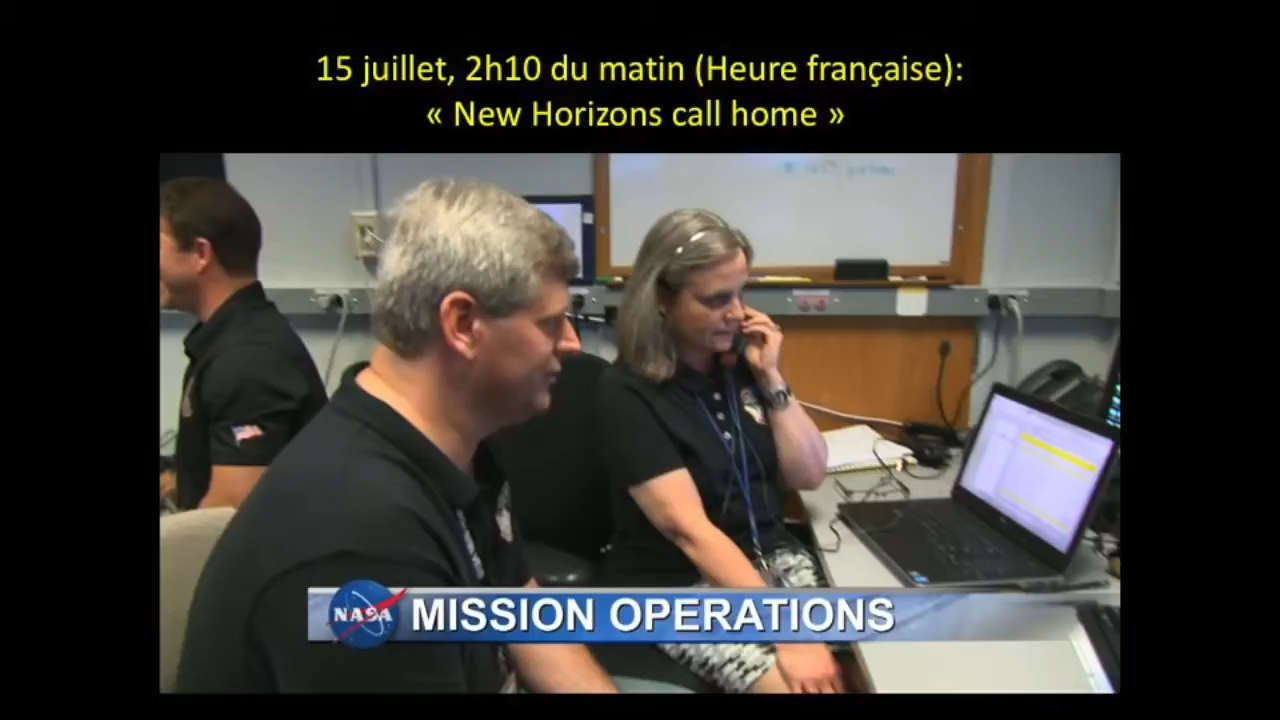 15 juillet, 2h10 du matin (Heure française):
« New Horizons call home »
NASA
MISSION OPERATIONS